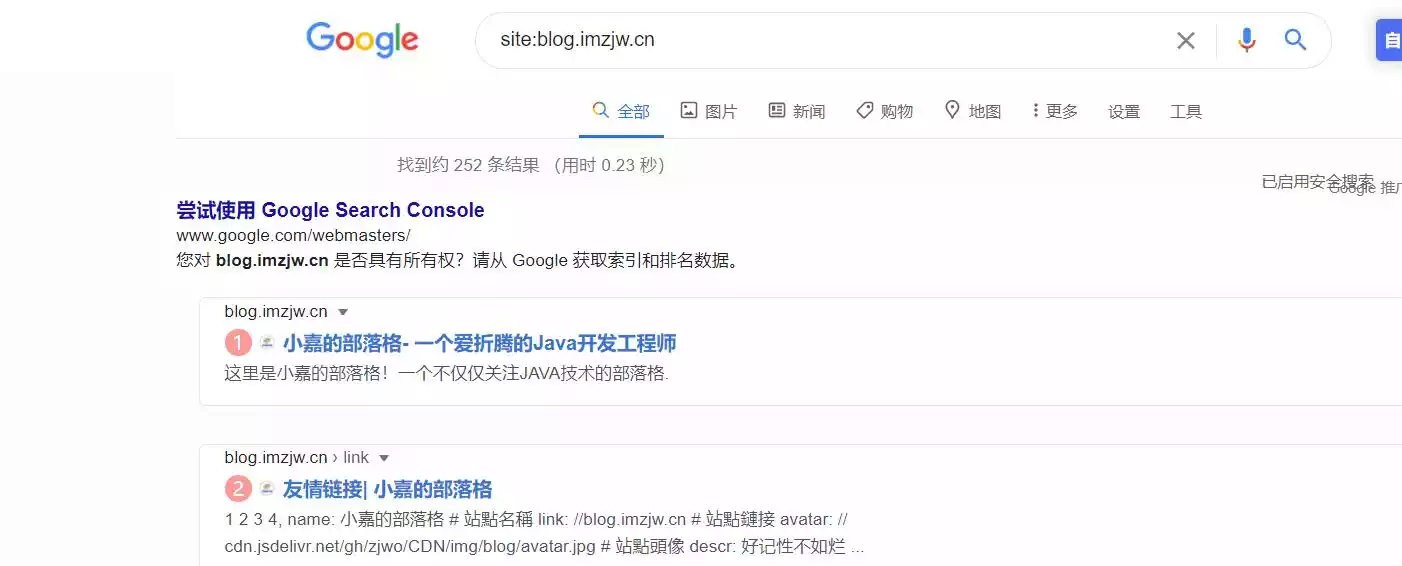 Google
site:blog.imzjw.cn
自
全部 图片 新闻 购物 地图 更多 设置 工具
找到约 252 条结果 （用时 0.23 秒）
已启用安全搜索
Google 推广
尝试使用 Google Search Console
www.google.com/webmasters/
您对 blog.imzjw.cn 是否具有所有权？请从 Google 获取索引和排名数据。
blog.imzjw.cn
1 小嘉的部落格- 一个爱折腾的Java开发工程师
这里是小嘉的部落格！一个不仅仅关注JAVA技术的部落格.
blog.imzjw.cn › link
2 友情链接| 小嘉的部落格
1 2 3 4, name: 小嘉的部落格 # 站點名稱 link: //blog.imzjw.cn # 站點鏈接 avatar: //
cdn.jsdelivr.net/gh/zjwo/CDN/img/blog/avatar.jpg # 站點頭像 descr: 好记性不如烂 ...